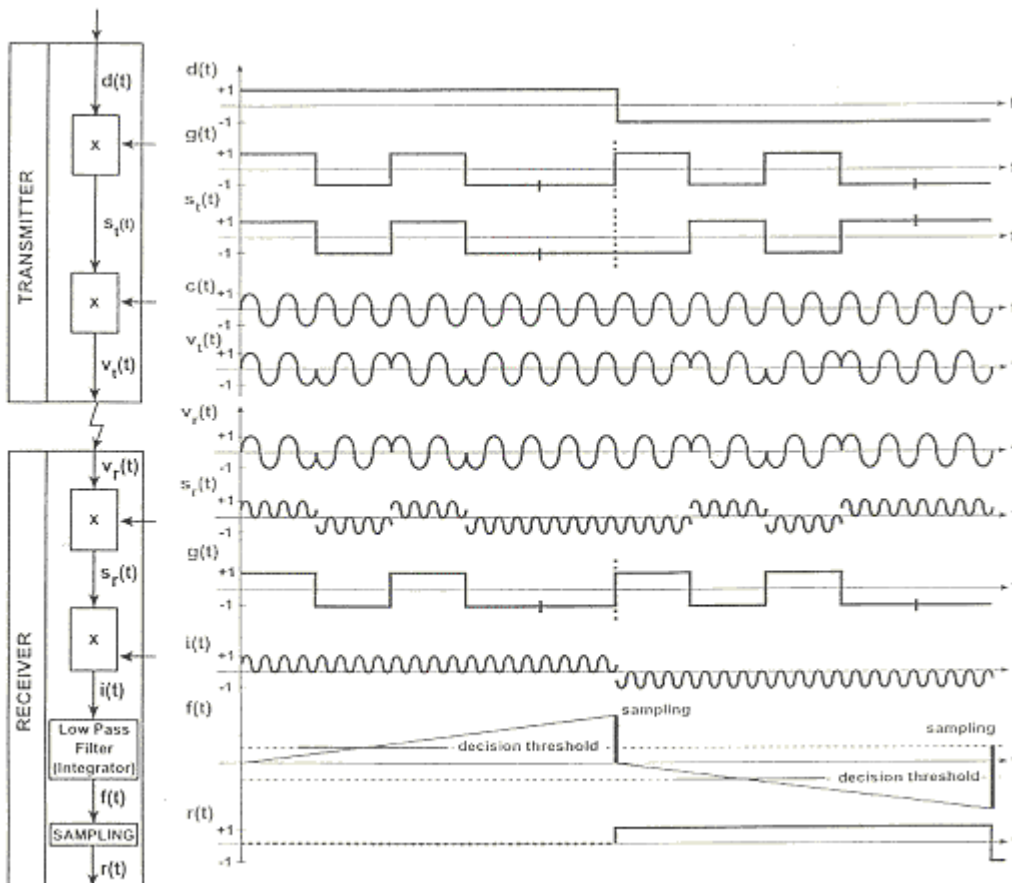 TRANSMITTER
d(t)
x
s_t(t)
x
v_t(t)
RECEIVER
v_r(t)
x
s_r(t)
x
i(t)
Low Pass
Filter
(Integrator)
f(t)
SAMPLING
r(t)
d(t)
+1
-1
t
g(t)
+1
-1
t
s_t(t)
+1
-1
t
c(t)
+1
-1
t
v_t(t)
+1
-1
t
v_r(t)
+1
-1
t
s_r(t)
+1
-1
t
g(t)
+1
-1
t
i(t)
+1
-1
t
f(t)
sampling
sampling
decision threshold
decision threshold
t
r(t)
+1
-1
t